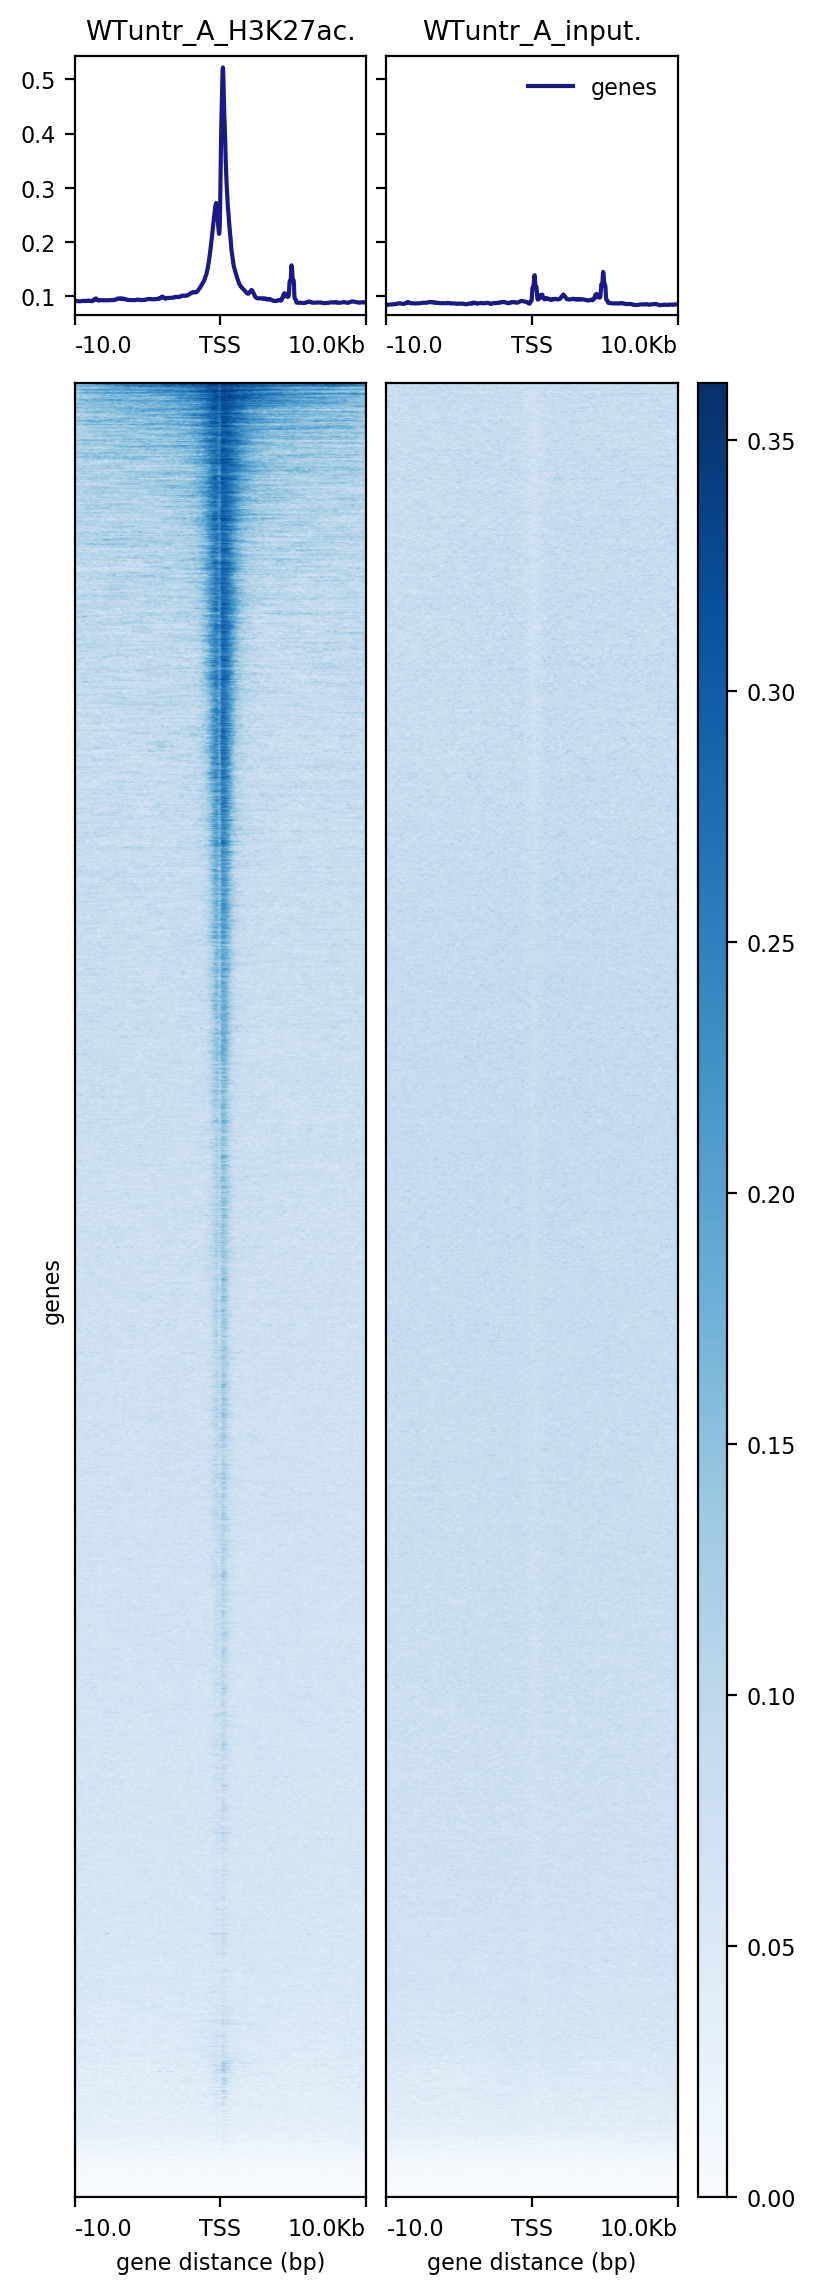 WTuntr_A_H3K27ac. WTuntr_A_input.
genes
0.5
0.4
0.3
0.2
0.1
-10.0 TSS 10.0Kb -10.0 TSS 10.0Kb
genes
0.35
0.30
0.25
0.20
0.15
0.10
0.05
0.00
-10.0 TSS 10.0Kb -10.0 TSS 10.0Kb
gene distance (bp) gene distance (bp)